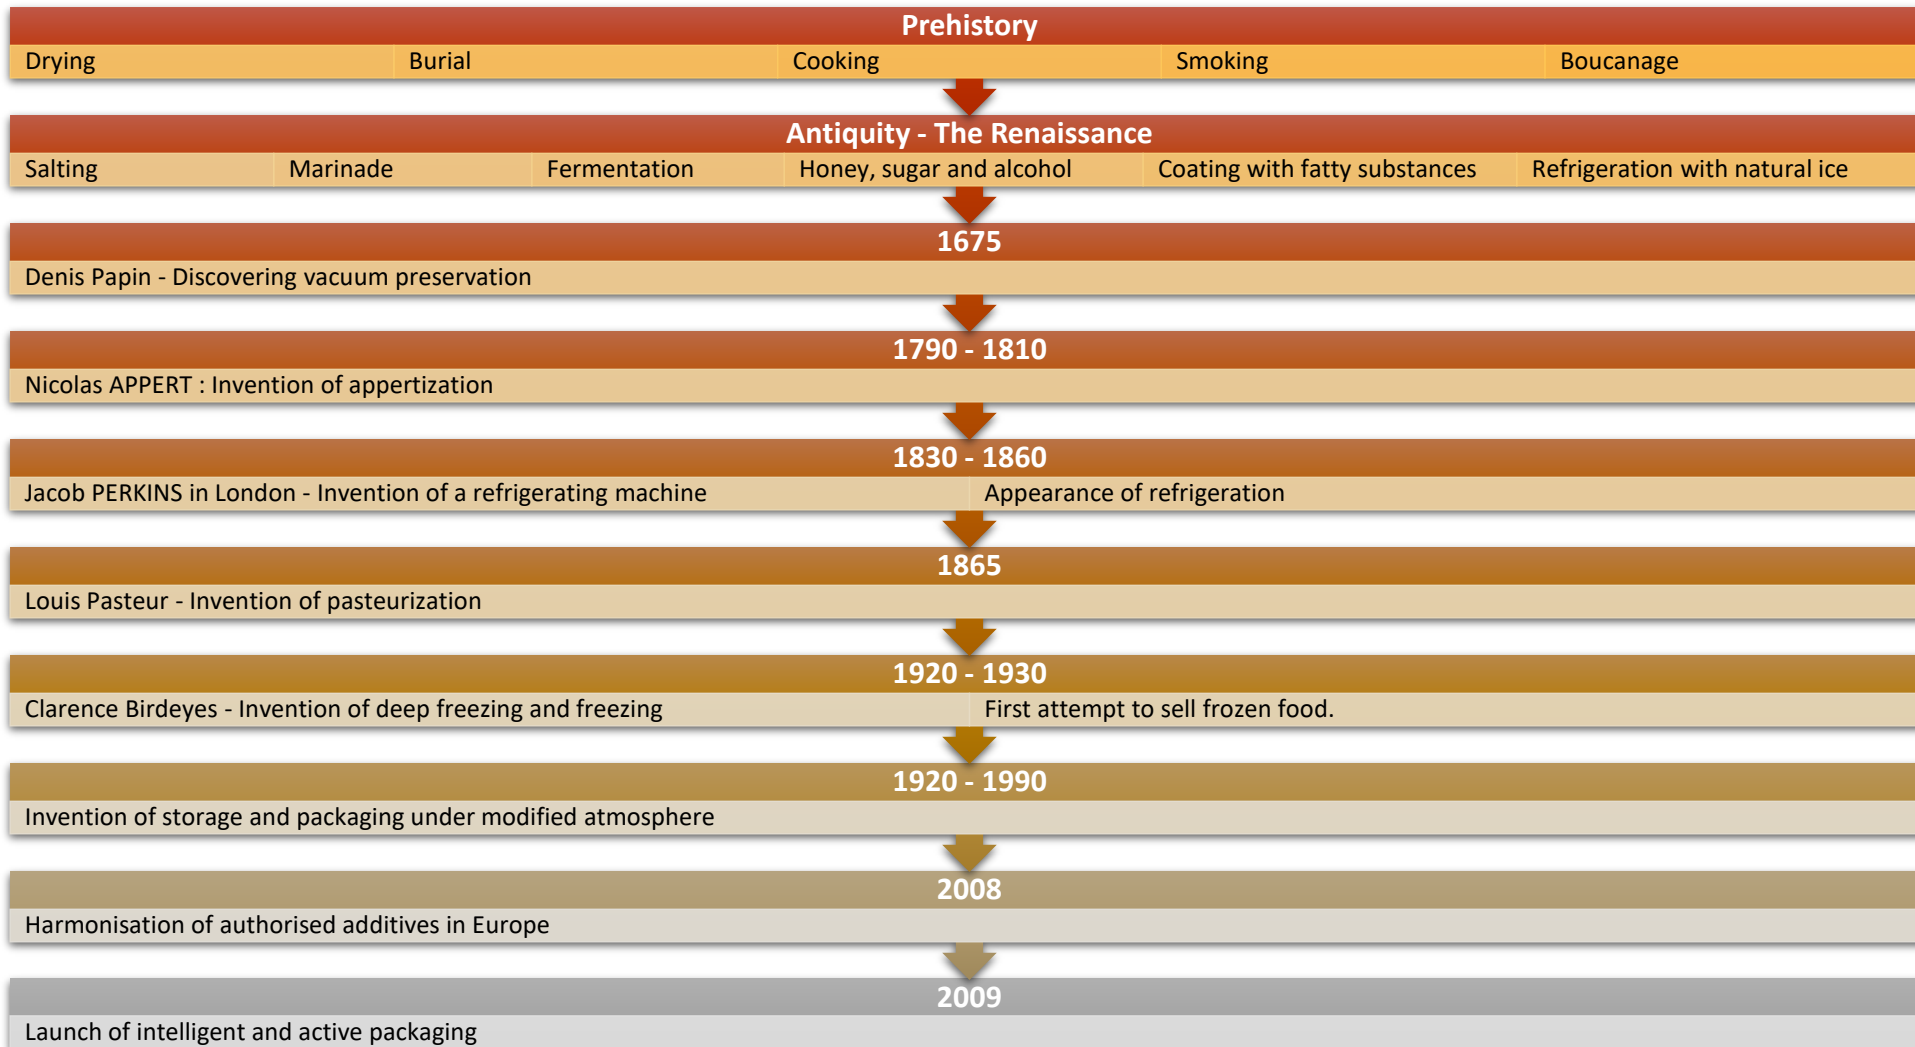 Prehistory
Drying Burial Cooking Smoking Boucanage
Antiquity - The Renaissance
Salting Marinade Fermentation Honey, sugar and alcohol Coating with fatty substances Refrigeration with natural ice
1675
Denis Papin - Discovering vacuum preservation
1790 - 1810
Nicolas APPERT : Invention of appertization
1830 - 1860
Jacob PERKINS in London - Invention of a refrigerating machine Appearance of refrigeration
1865
Louis Pasteur - Invention of pasteurization
1920 - 1930
Clarence Birdeyes - Invention of deep freezing and freezing First attempt to sell frozen food.
1920 - 1990
Invention of storage and packaging under modified atmosphere
2008
Harmonisation of authorised additives in Europe
2009
Launch of intelligent and active packaging